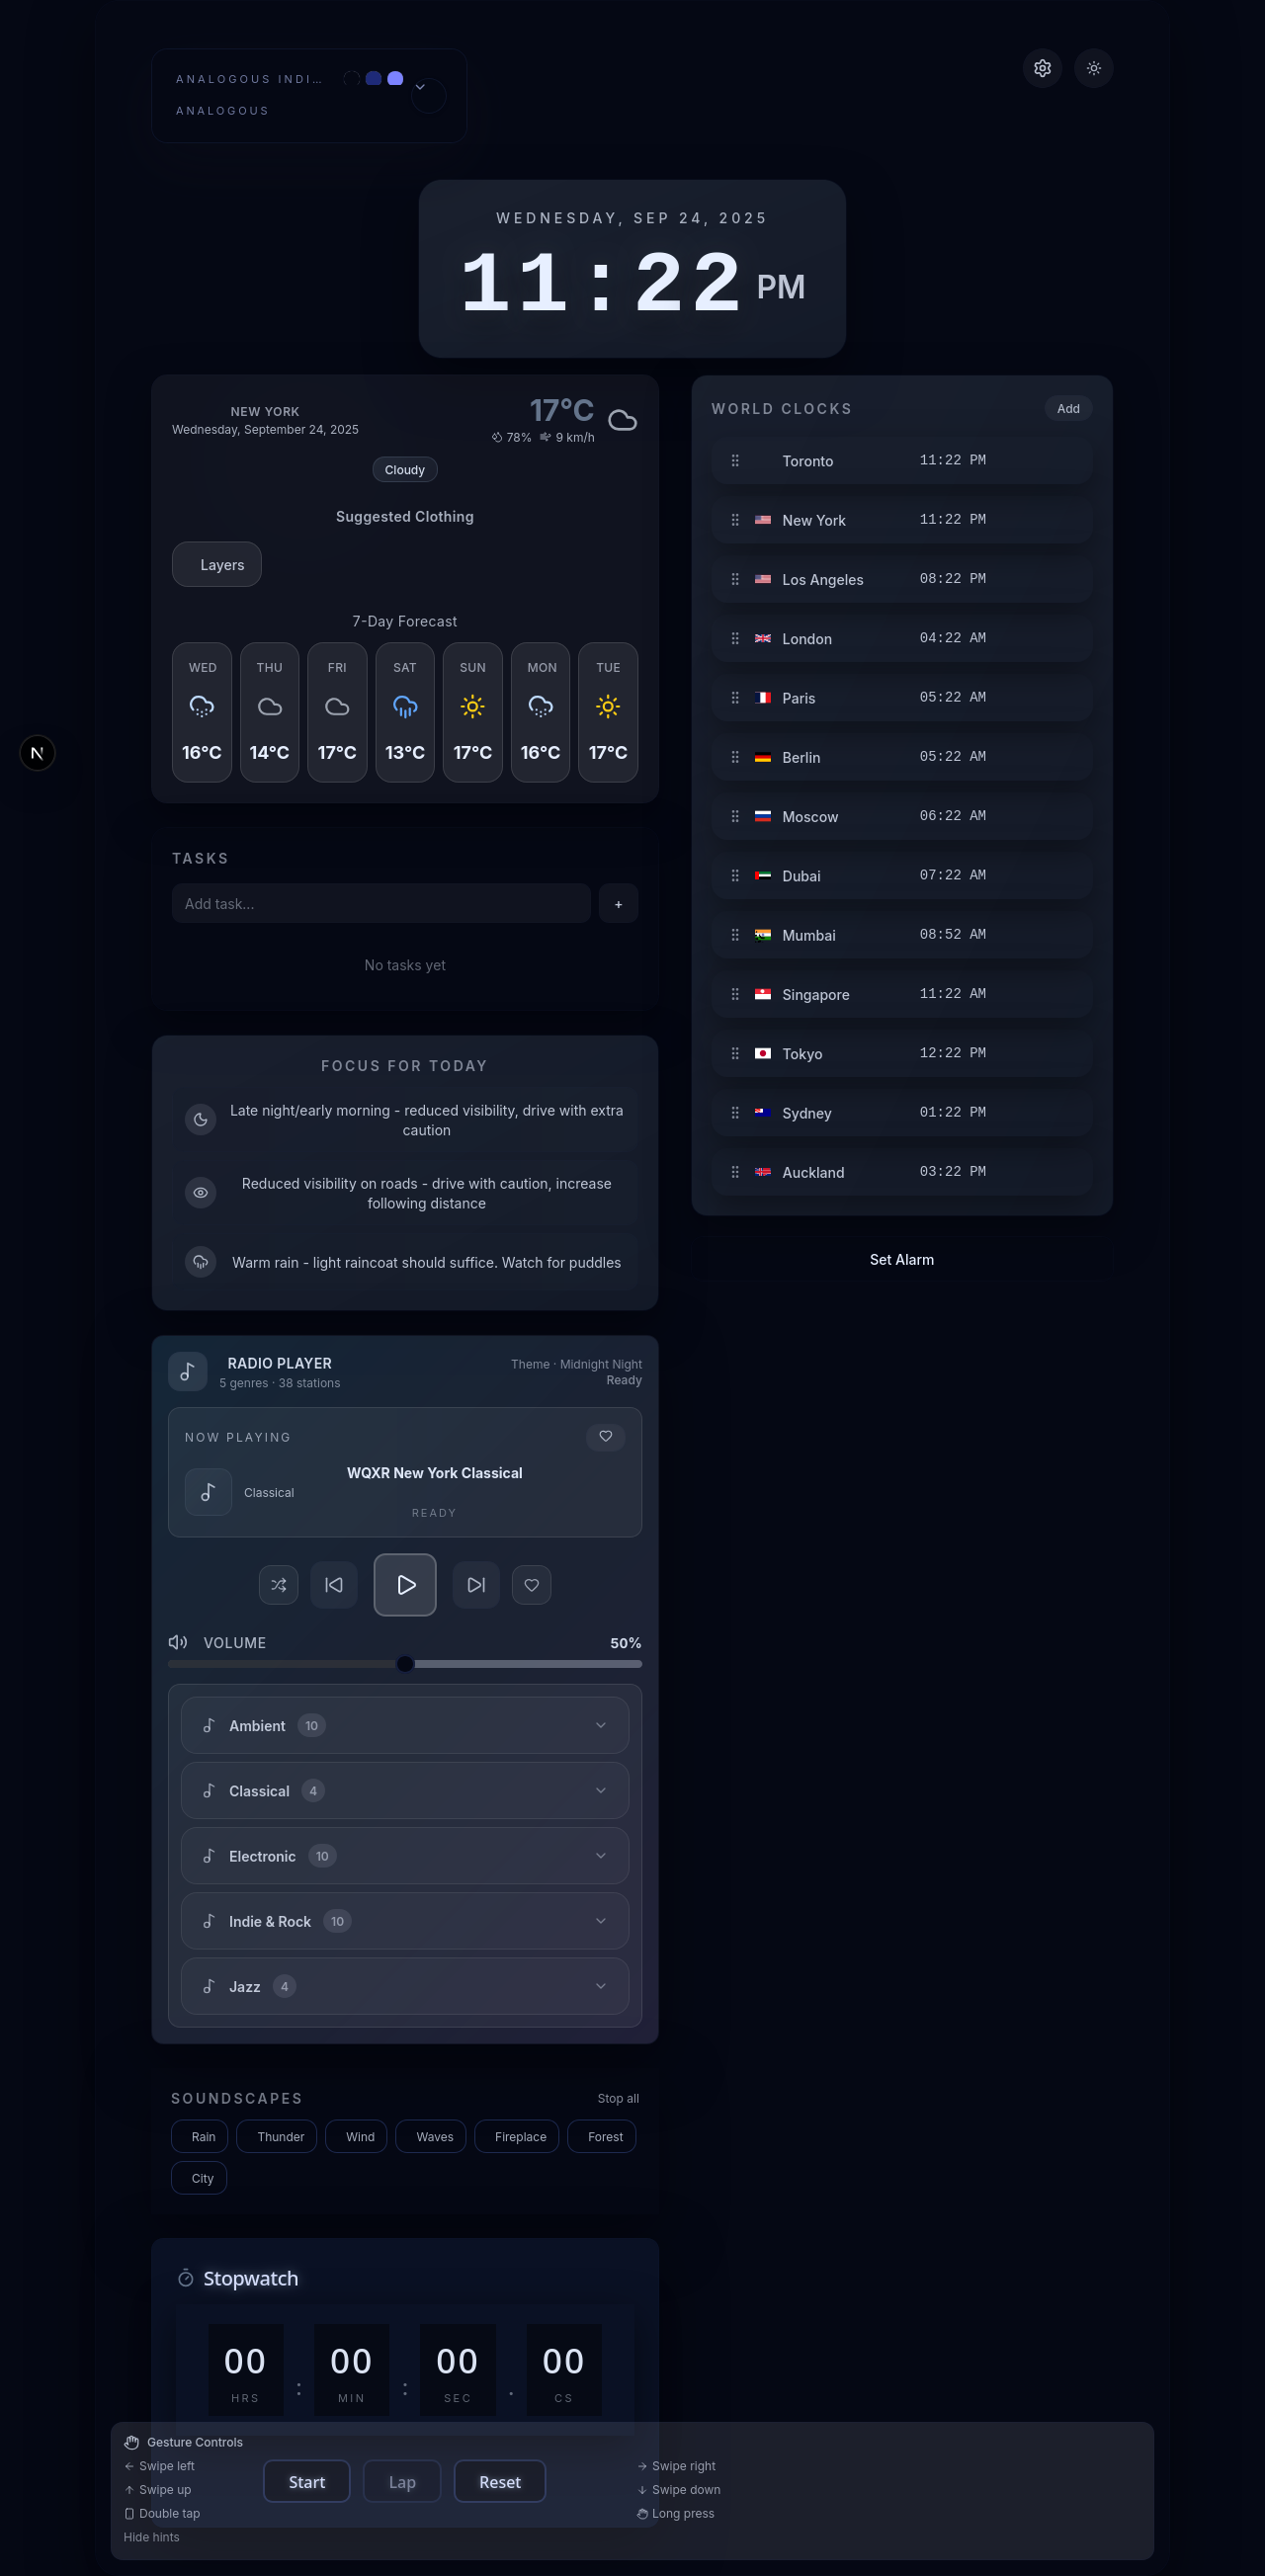 ANALOGOUS INDI…
ANALOGOUS
WEDNESDAY, SEP 24, 2025
11:22 PM
NEW YORK
Wednesday, September 24, 2025
17°C
78% 9 km/h
Cloudy
Suggested Clothing
Layers
7-Day Forecast
WED THU FRI SAT SUN MON TUE
16°C 14°C 17°C 13°C 17°C 16°C 17°C
TASKS
Add task...
+
No tasks yet
FOCUS FOR TODAY
Late night/early morning - reduced visibility, drive with extra
caution
Reduced visibility on roads - drive with caution, increase
following distance
Warm rain - light raincoat should suffice. Watch for puddles
WORLD CLOCKS
Add
Toronto 11:22 PM
New York 11:22 PM
Los Angeles 08:22 PM
London 04:22 AM
Paris 05:22 AM
Berlin 05:22 AM
Moscow 06:22 AM
Dubai 07:22 AM
Mumbai 08:52 AM
Singapore 11:22 AM
Tokyo 12:22 PM
Sydney 01:22 PM
Auckland 03:22 PM
Set Alarm
N
RADIO PLAYER
5 genres · 38 stations
Theme · Midnight Night
Ready
NOW PLAYING
WQXR New York Classical
Classical
READY
VOLUME 50%
Ambient 10
Classical 4
Electronic 10
Indie & Rock 10
Jazz 4
SOUNDSCAPES
Stop all
Rain Thunder Wind Waves Fireplace Forest
City
Stopwatch
00 : 00 : 00 . 00
HRS MIN SEC CS
Start Lap Reset
Gesture Controls
Swipe left
Swipe right
Swipe up
Swipe down
Double tap
Long press
Hide hints